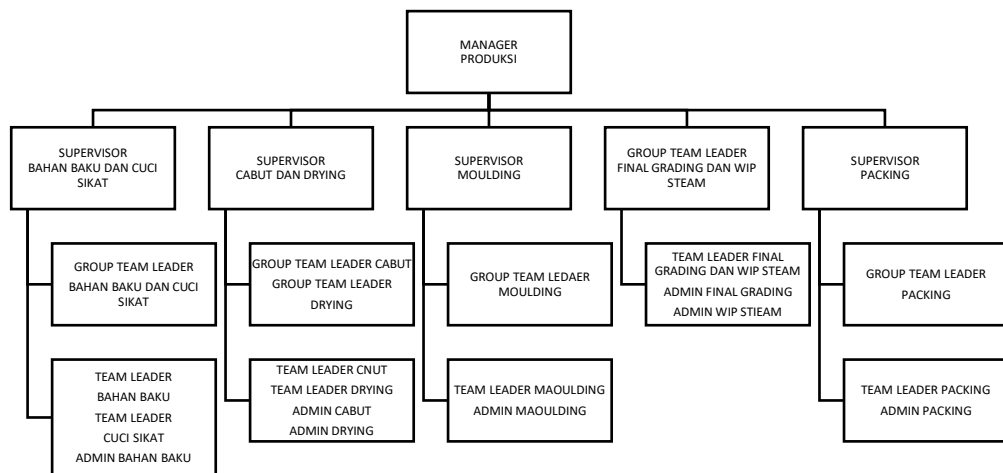 MANAGER
PRODUKSI
SUPERVISOR
BAHAN BAKU DAN CUCI
SIKAT
SUPERVISOR
CABUT DAN DRYING
SUPERVISOR
MOULDING
GROUP TEAM LEADER
FINAL GRADING DAN WIP
STEAM
SUPERVISOR
PACKING
GROUP TEAM LEADER
BAHAN BAKU DAN CUCI
SIKAT
GROUP TEAM LEADER CABUT
GROUP TEAM LEADER
DRYING
GROUP TEAM LEDAER
MOULDING
TEAM LEADER FINAL
GRADING DAN WIP STEAM
ADMIN FINAL GRADING
ADMIN WIP STIEAM
GROUP TEAM LEADER
PACKING
TEAM LEADER
BAHAN BAKU
TEAM LEADER
CUCI SIKAT
ADMIN BAHAN BAKU
TEAM LEADER CNUT
TEAM LEADER DRYING
ADMIN CABUT
ADMIN DRYING
TEAM LEADER MAOULDING
ADMIN MAOULDING
TEAM LEADER PACKING
ADMIN PACKING